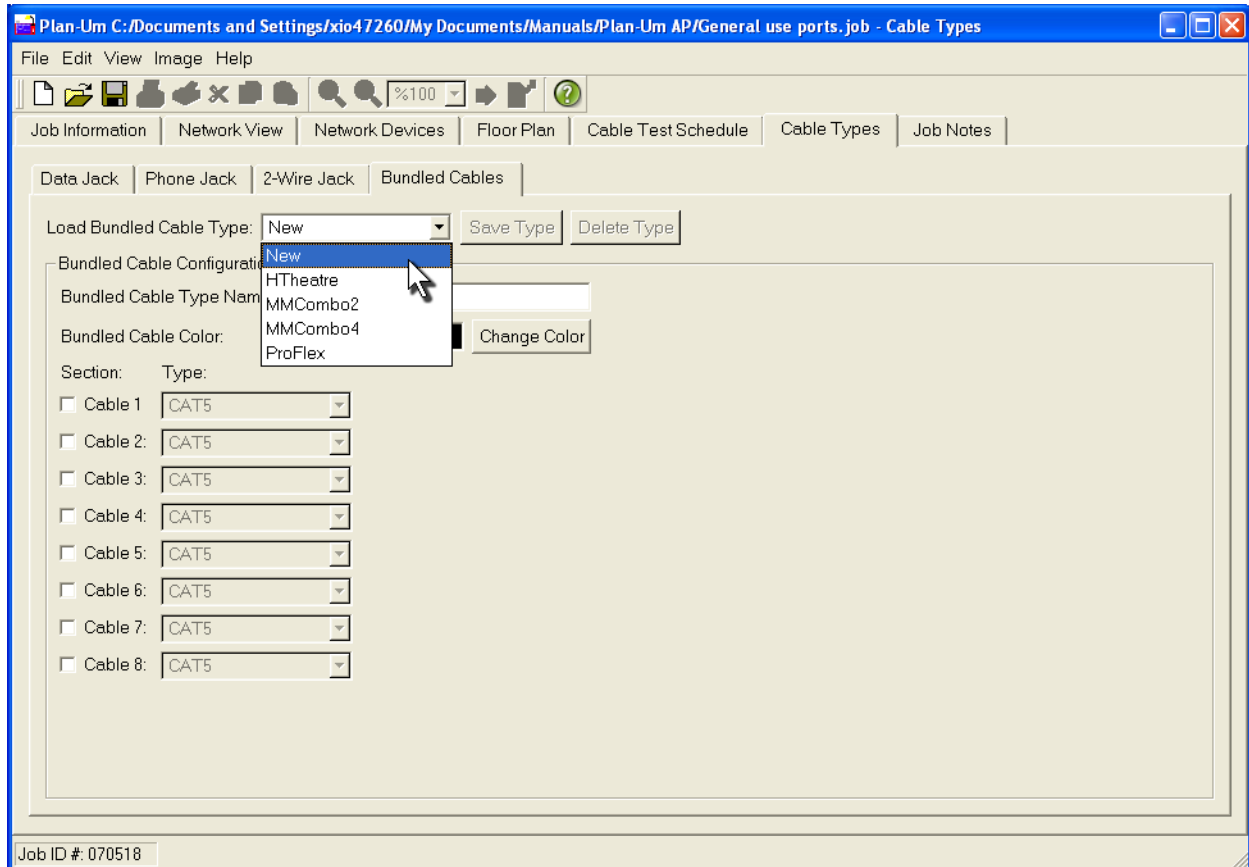 Plan-Um C:/Documents and Settings/xio47260/My Documents/Manuals/Plan-Um AP/General use ports.job - Cable Types
File Edit View Image Help
%100
Job Information Network View Network Devices Floor Plan Cable Test Schedule Cable Types Job Notes
Data Jack Phone Jack 2-Wire Jack Bundled Cables
Load Bundled Cable Type: New Save Type Delete Type
New
Bundled Cable Configurati
HTheatre
Bundled Cable Type Nam
MMCombo2
MMCombo4
Bundled Cable Color: Change Color
ProFlex
Section: Type:
Cable 1 CAT5
Cable 2: CAT5
Cable 3: CAT5
Cable 4: CAT5
Cable 5: CAT5
Cable 6: CAT5
Cable 7: CAT5
Cable 8: CAT5
Job ID #: 070518